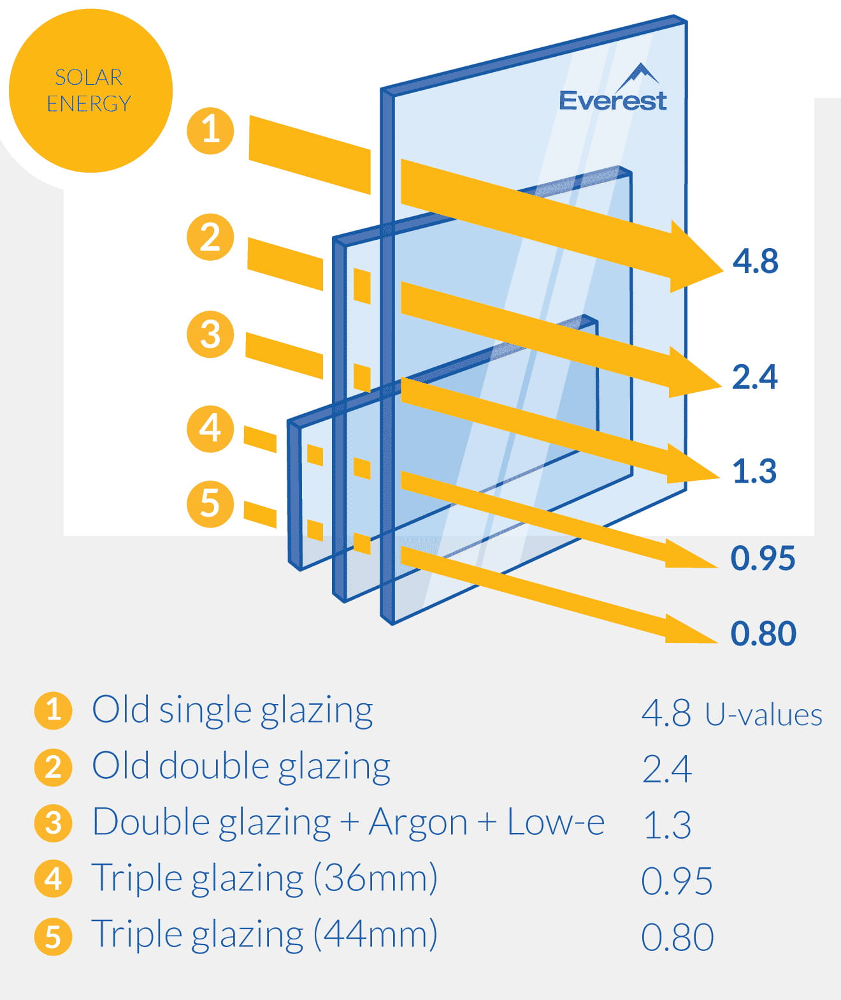 SOLAR
ENERGY
Everest
1
4.8
2
2.4
3
1.3
4
0.95
5
0.80
1 Old single glazing 4.8 U-values
2 Old double glazing 2.4
3 Double glazing + Argon + Low-e 1.3
4 Triple glazing (36mm) 0.95
5 Triple glazing (44mm) 0.80